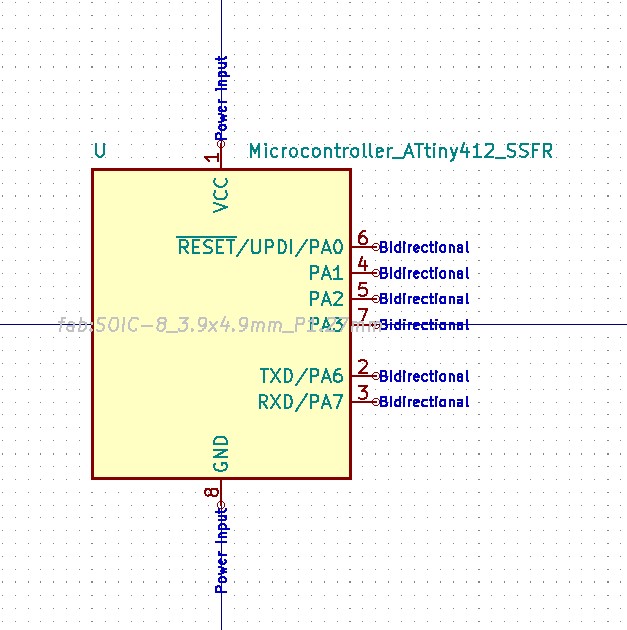 Power Input
1
U
Microcontroller_ATtiny412_SSFR
VCC
RESET/UPDI/PA0 6 Bidirectional
PA1 4 Bidirectional
PA2 5 Bidirectional
fab:SOIC-8_3.9x4.9mm_P1.27mm
PA3 7 Bidirectional
TXD/PA6 2 Bidirectional
RXD/PA7 3 Bidirectional
GND
8
Power Input